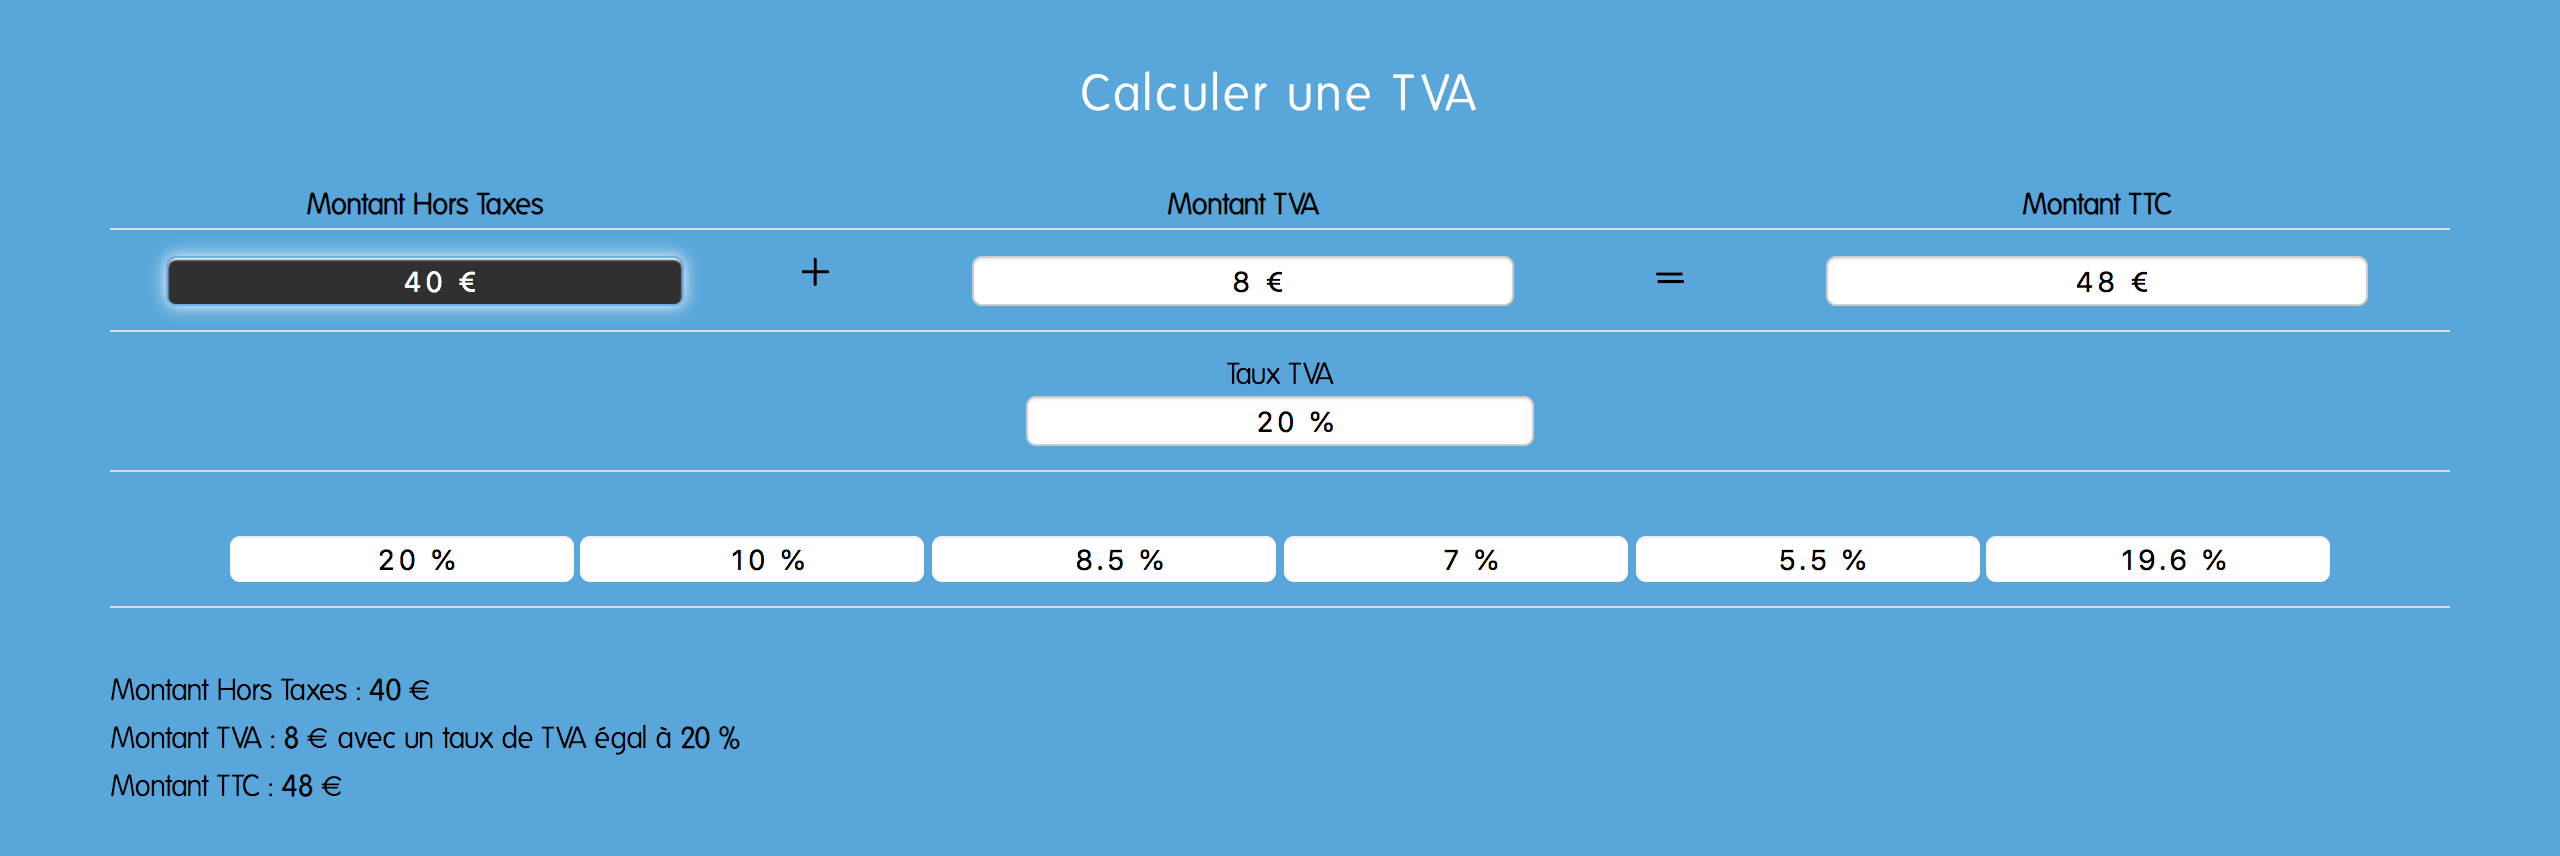 Calculer une TVA
Montant Hors Taxes Montant TVA Montant TTC
40 € + 8 € = 48 €
Taux TVA
20 %
20 % 10 % 8.5 % 7 % 5.5 % 19.6 %
Montant Hors Taxes : 40 €
Montant TVA : 8 € avec un taux de TVA égal à 20 %
Montant TTC : 48 €